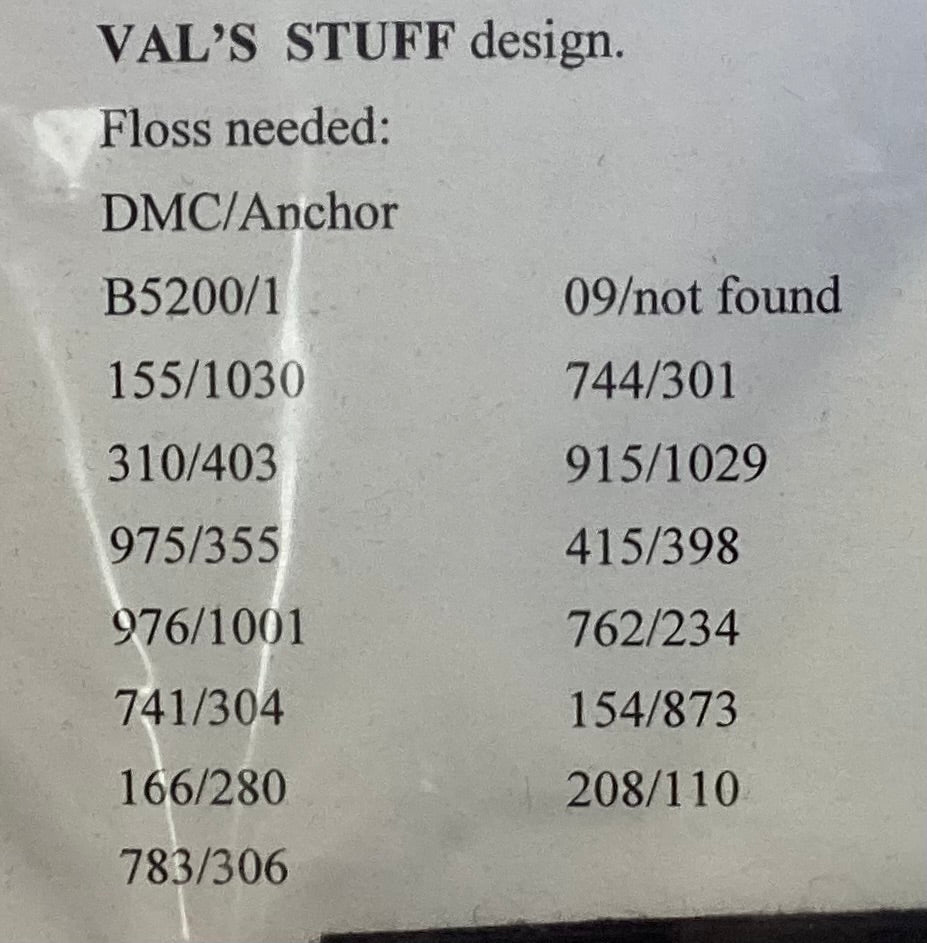 VAL'S STUFF design.
Floss needed:
DMC/Anchor
B5200/1 09/not found
155/1030 744/301
310/403 915/1029
975/355 415/398
976/1001 762/234
741/304 154/873
166/280 208/110
783/306